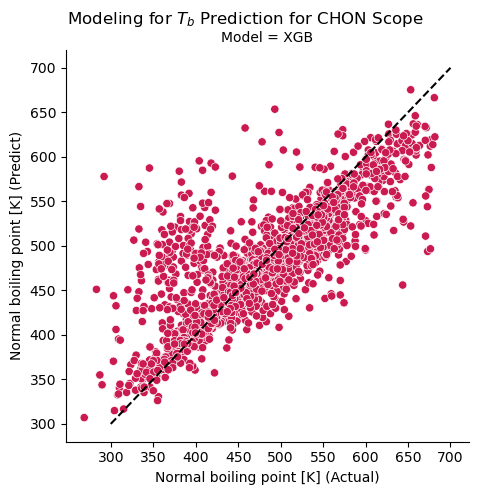 Modeling for T_b Prediction for CHON Scope
Model = XGB
700
650
600
550
500
450
400
350
300
Normal boiling point [K] (Predict)
300 350 400 450 500 550 600 650 700
Normal boiling point [K] (Actual)